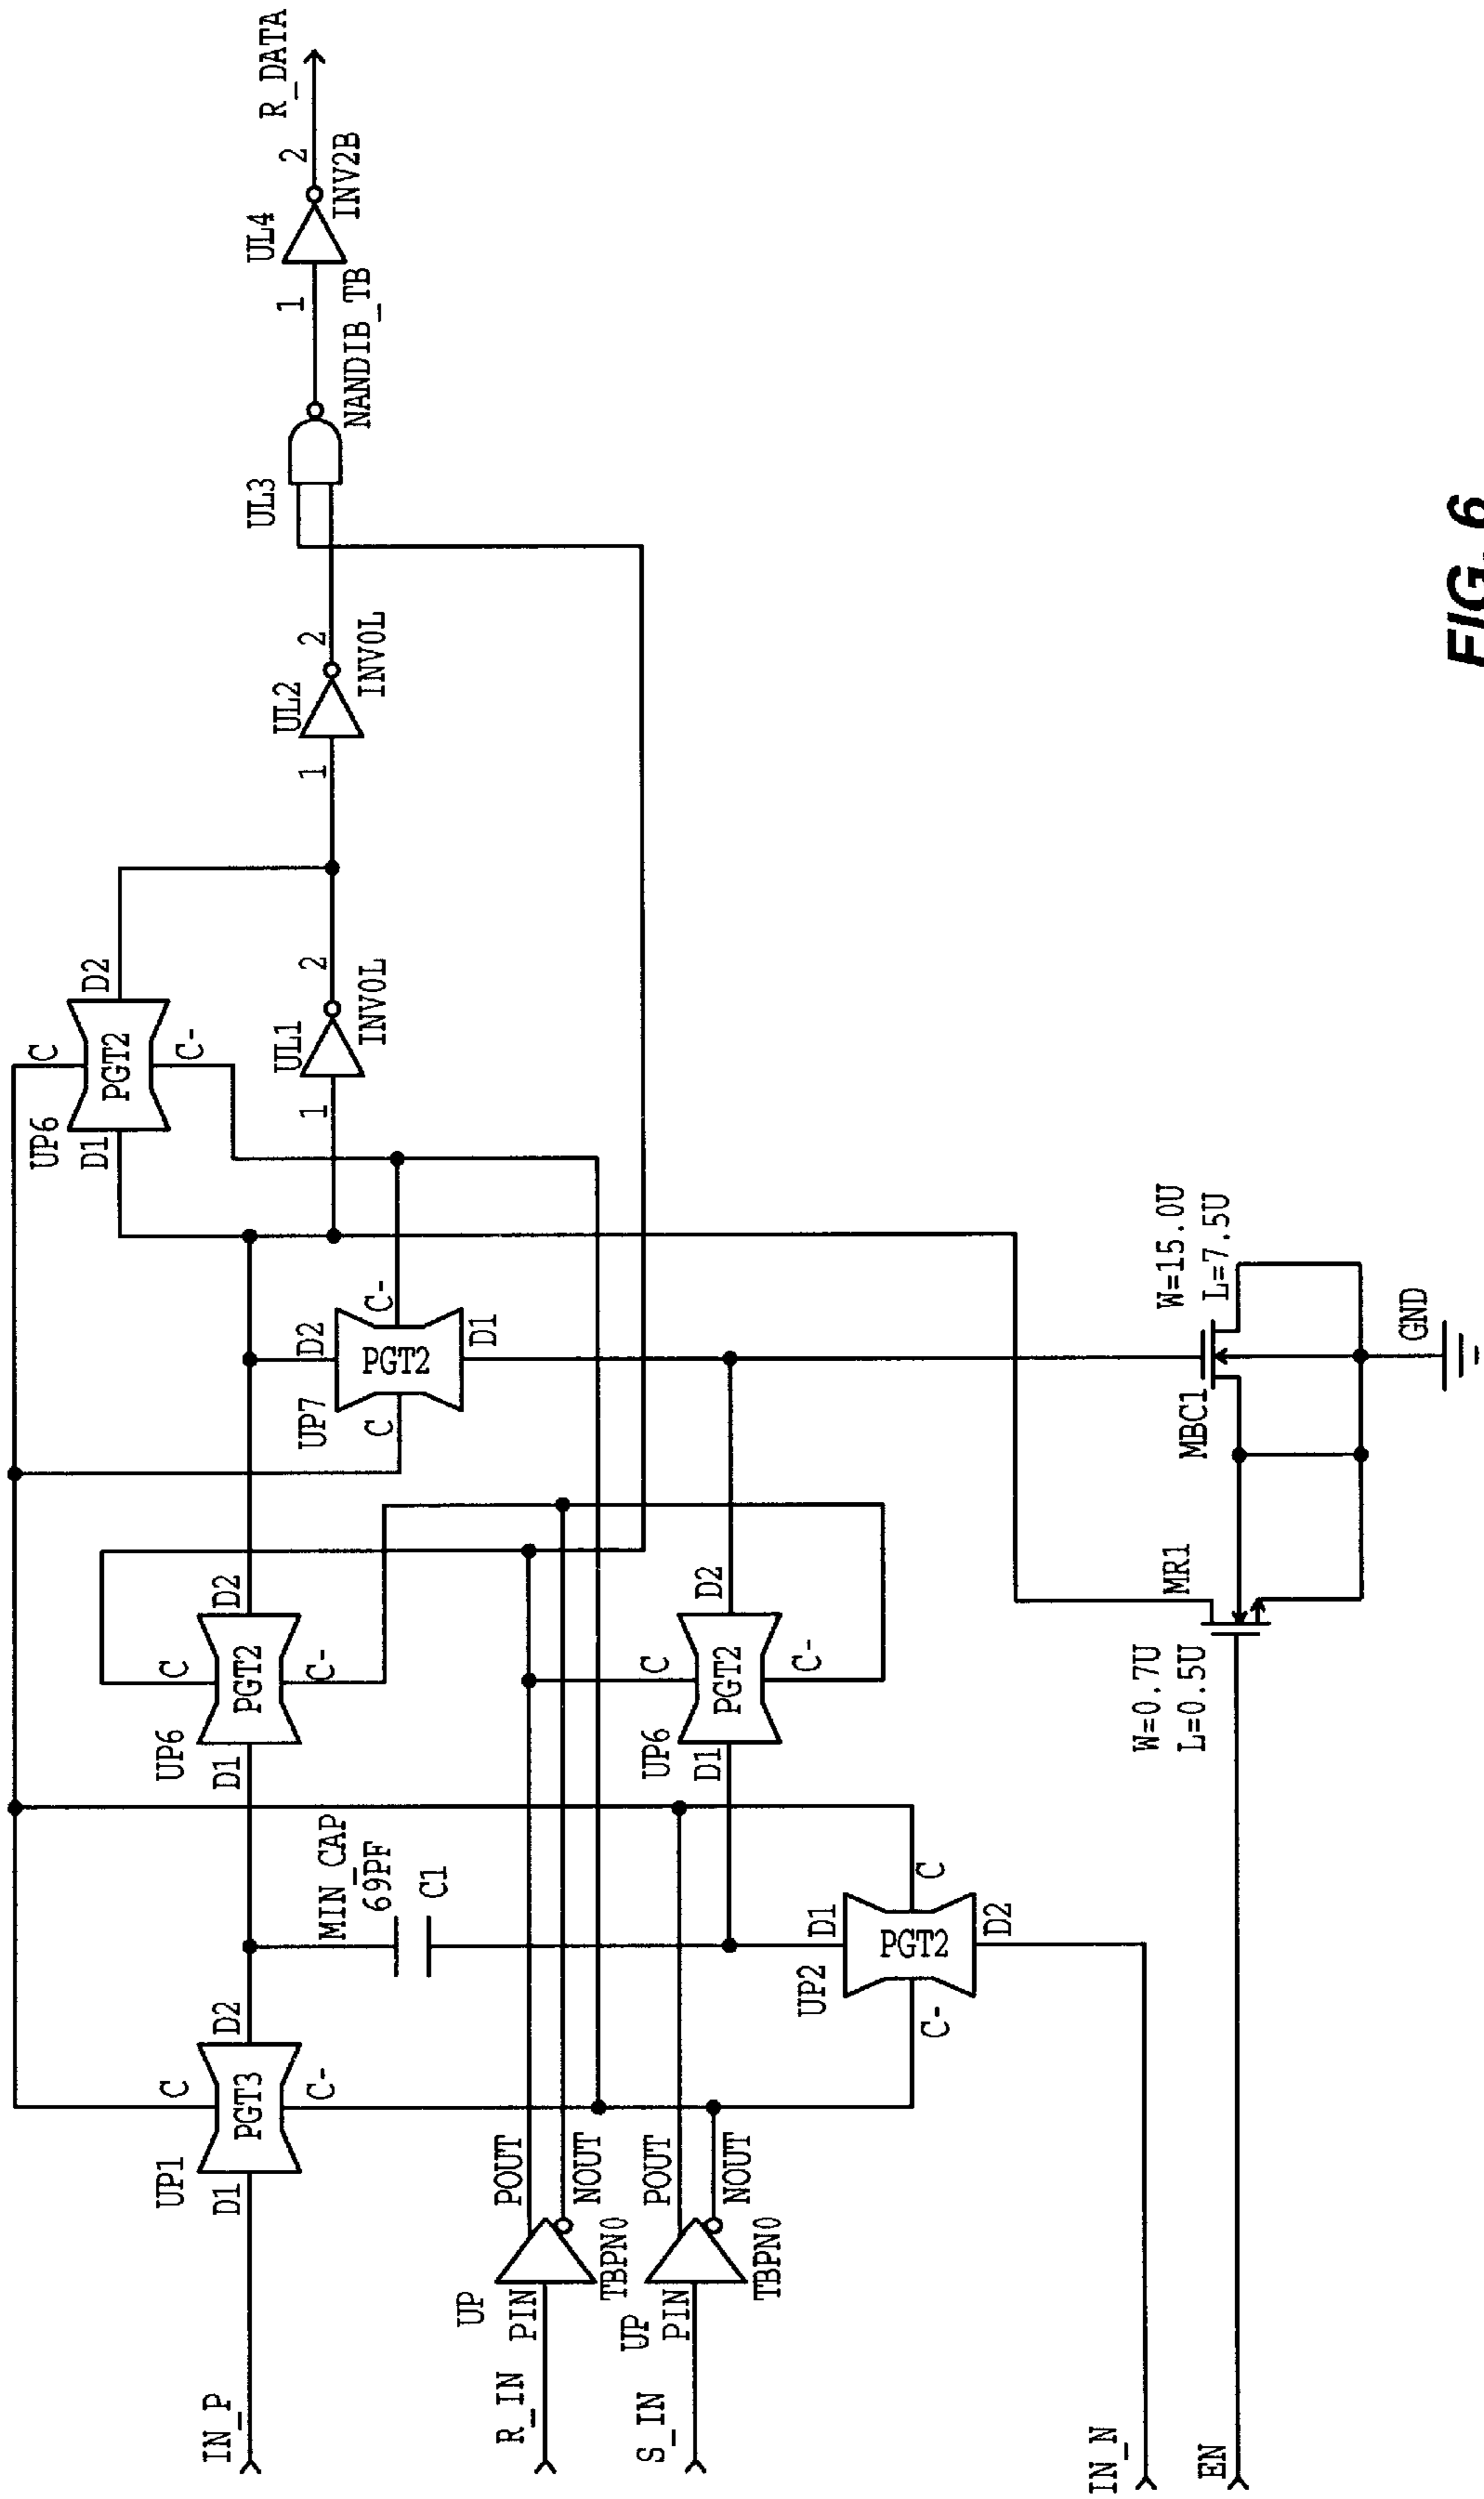 IN_P
R_IN
S_IN
IN_N
EN
UP1
D1
PGT3
C
C-
D2
UP
PIN
POUT
NOUT
TBPN0
UP
PIN
POUT
NOUT
TBPN0
MIN_CAP
69PF
C1
UP2
D1
PGT2
C
C-
D2
UP6
D1
PGT2
C
C-
D2
UP6
D1
PGT2
C
C-
D2
UP7
C
PGT2
C-
D2
D1
UP6
D1
PGT2
C
C-
D2
UL1
1
2
INVOL
UL2
1
2
INVOL
UL3
NANDIB_TB
UL4
1
2
INV2B
R_DATA
W=0.7U
L=0.5U
MR1
MBC1
W=15.0U
L=7.5U
GND
FIG. 6